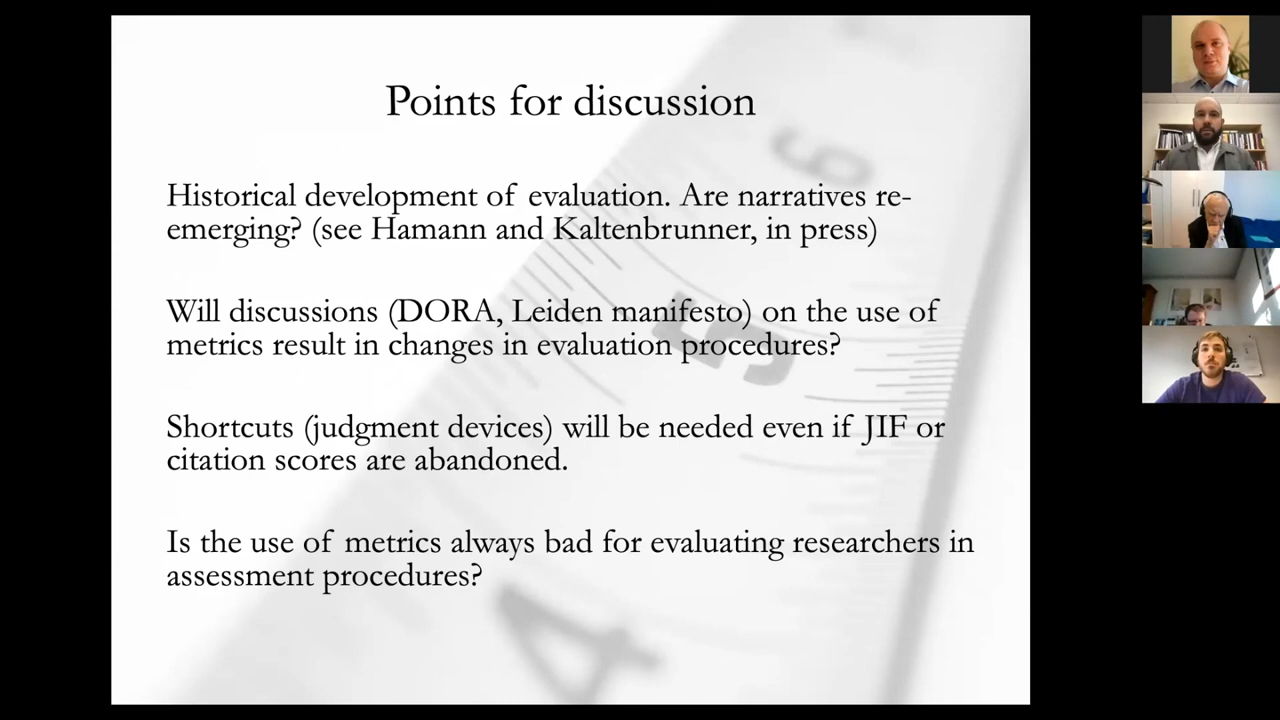 Points for discussion
Historical development of evaluation. Are narratives re-
emerging? (see Hamann and Kaltenbrunner, in press)
Will discussions (DORA, Leiden manifesto) on the use of
metrics result in changes in evaluation procedures?
Shortcuts (judgment devices) will be needed even if JIF or
citation scores are abandoned.
Is the use of metrics always bad for evaluating researchers in
assessment procedures?
6
5
4